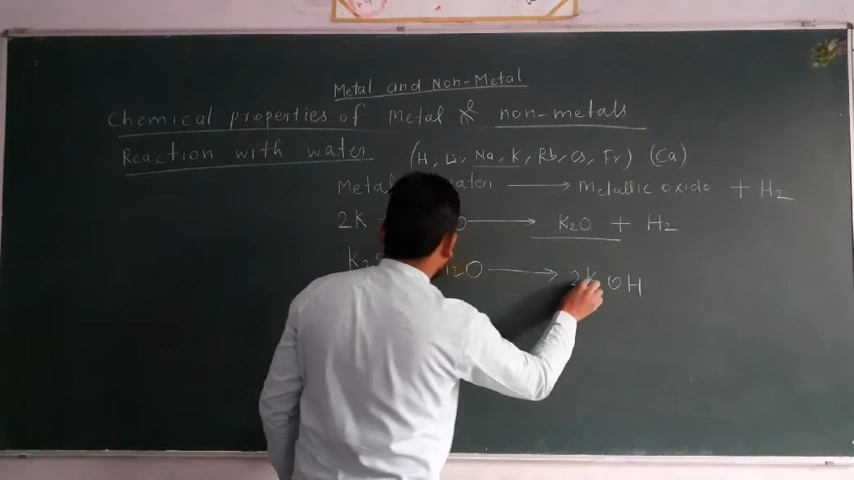 Metal and Non-Metal
Chemical properties of Metal & non-metals
Reaction with water (H, Li, Na, K, Rb, Cs, Fr) (Ca)
Metal → Metallic oxide + H₂
2K → K₂O + H₂
→ 2K OH